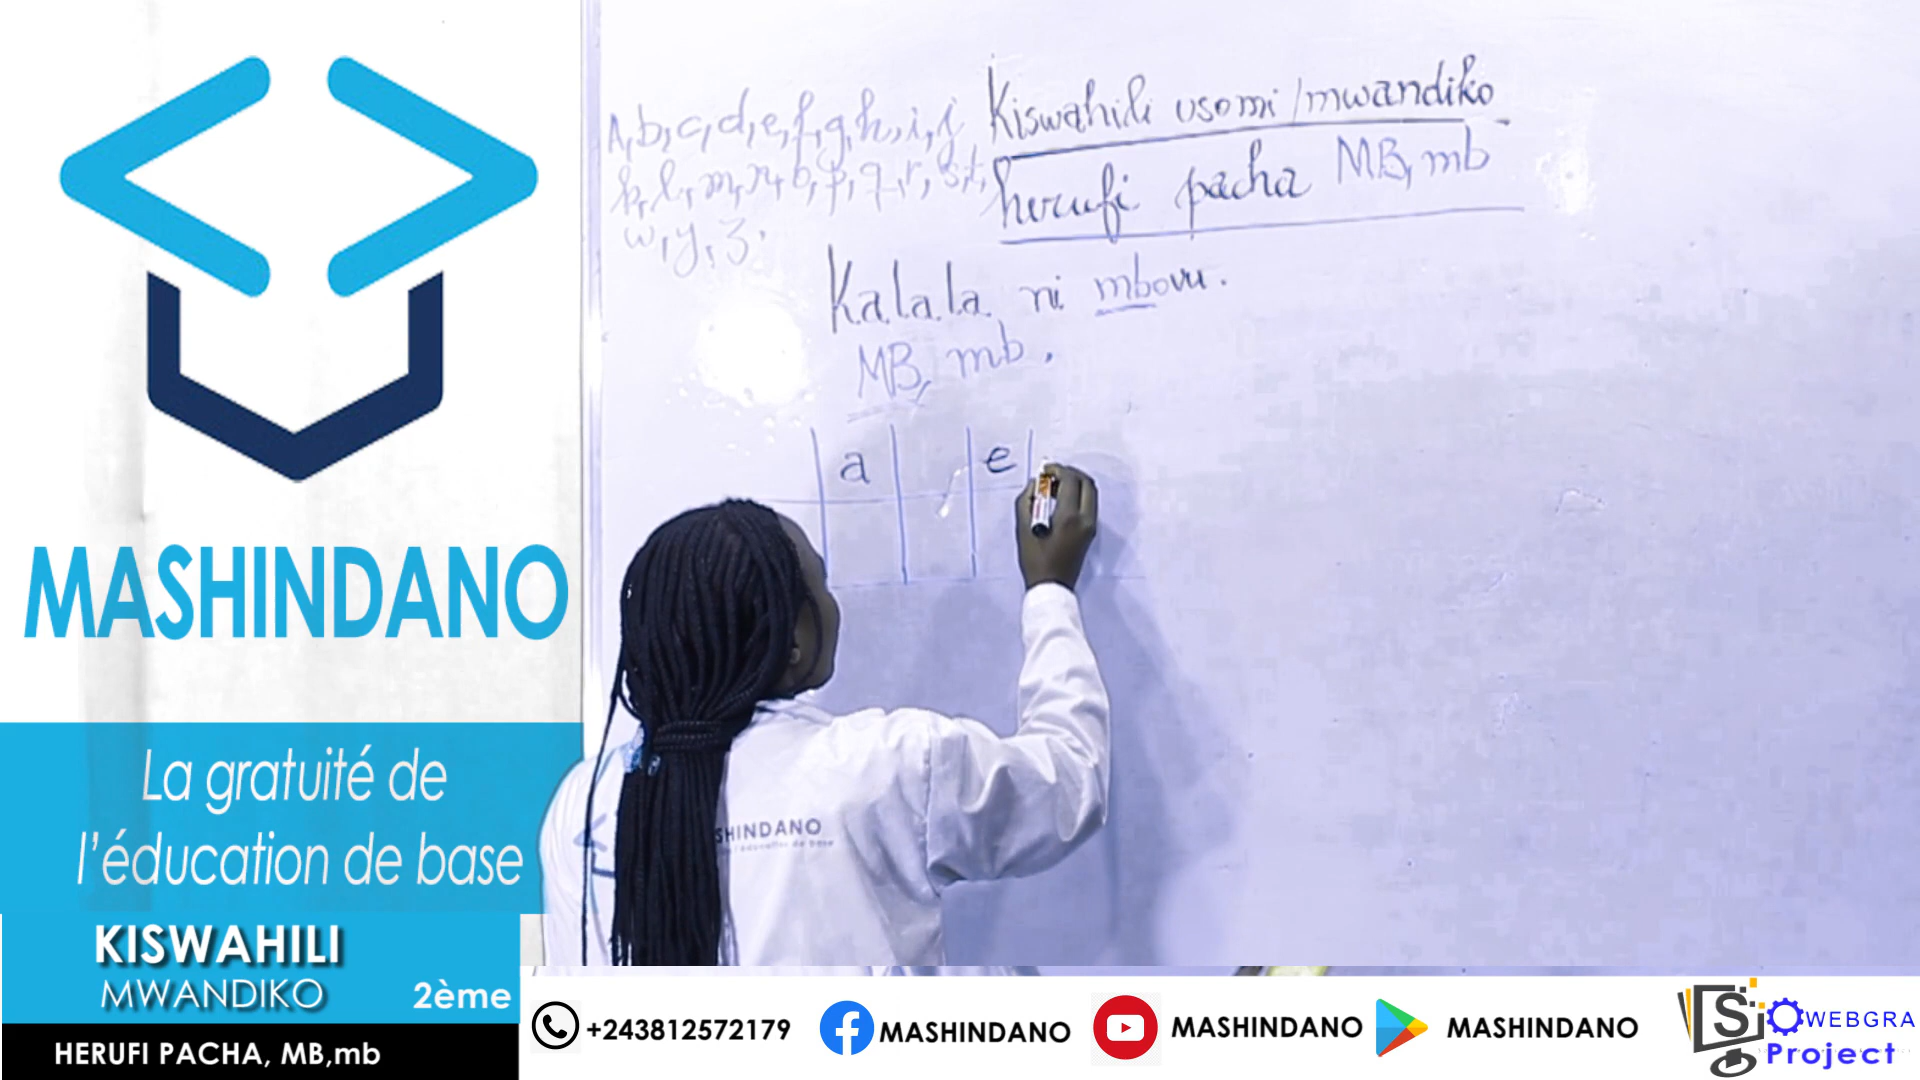 MASHINDANO
La gratuité de
l'éducation de base
KISWAHILI
MWANDIKO
2ème
HERUFI PACHA, MB,mb
A, b, c, d, e, f, g, h, i, j
k, l, m, n, o, p, q, r, s, t,
w, y, z.
Kiswahili usomi/mwandiko
herufi pacha MB, mb
Kalala ni mbovu.
MB, mb.
a
e
SHINDANO
+243812572179
MASHINDANO
MASHINDANO
MASHINDANO
WEBGRA
Project